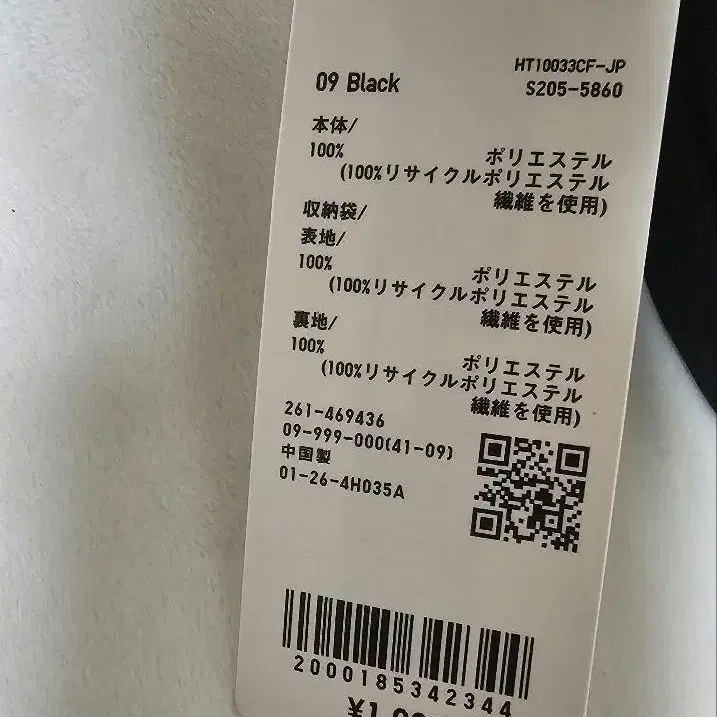 HT10033CF-JP
09 Black
S205-5860
本体/
100% ポリエステル
(100%リサイクルポリエステル
繊維を使用)
収納袋/
表地/
100% ポリエステル
(100%リサイクルポリエステル
繊維を使用)
裏地/
100% ポリエステル
(100%リサイクルポリエステル
繊維を使用)
261-469436
09-999-000(41-09)
中国製
01-26-4H035A
2000185342344